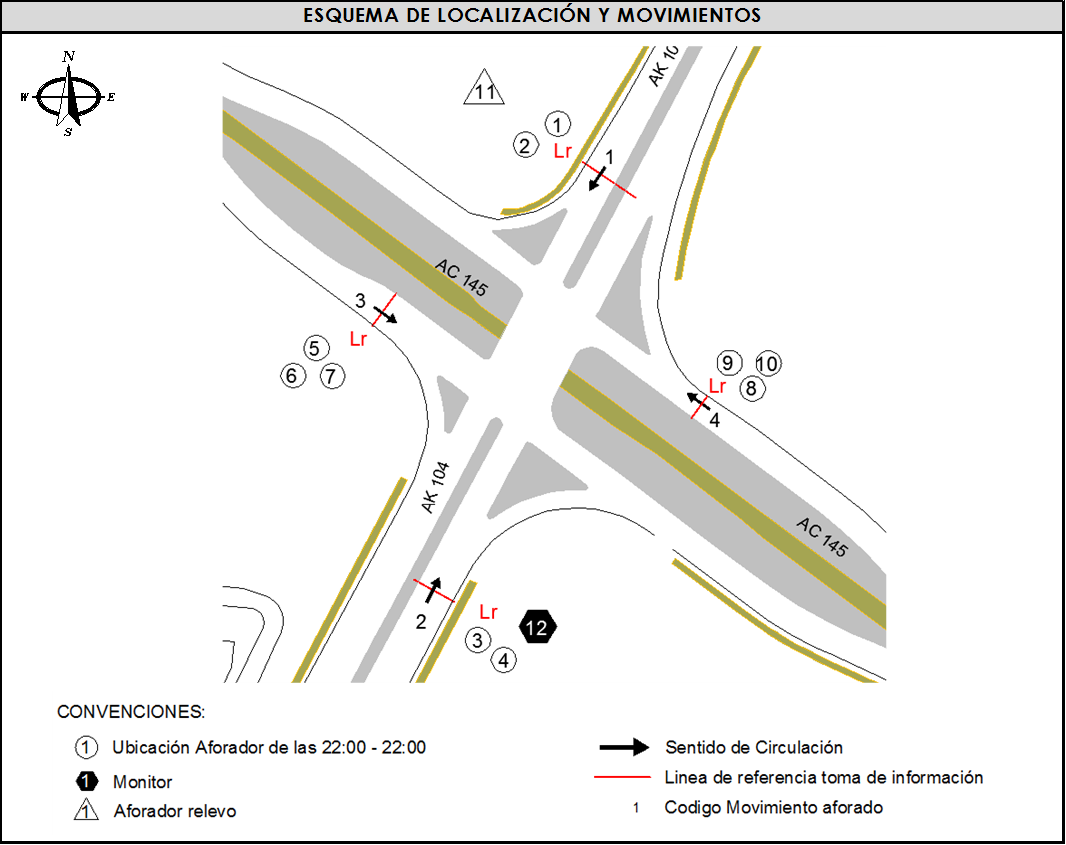 ESQUEMA DE LOCALIZACIÓN Y MOVIMIENTOS
N
W E
S
AK 10
11
1
2
Lr
1
AC 145
3
Lr
5
6 7
9 10
Lr 8
4
AK 104
AC 145
2
Lr
3
12
4
CONVENCIONES:
1 Ubicación Aforador de las 22:00 - 22:00
1 Monitor
1 Aforador relevo
Sentido de Circulación
Linea de referencia toma de información
1 Codigo Movimiento aforado